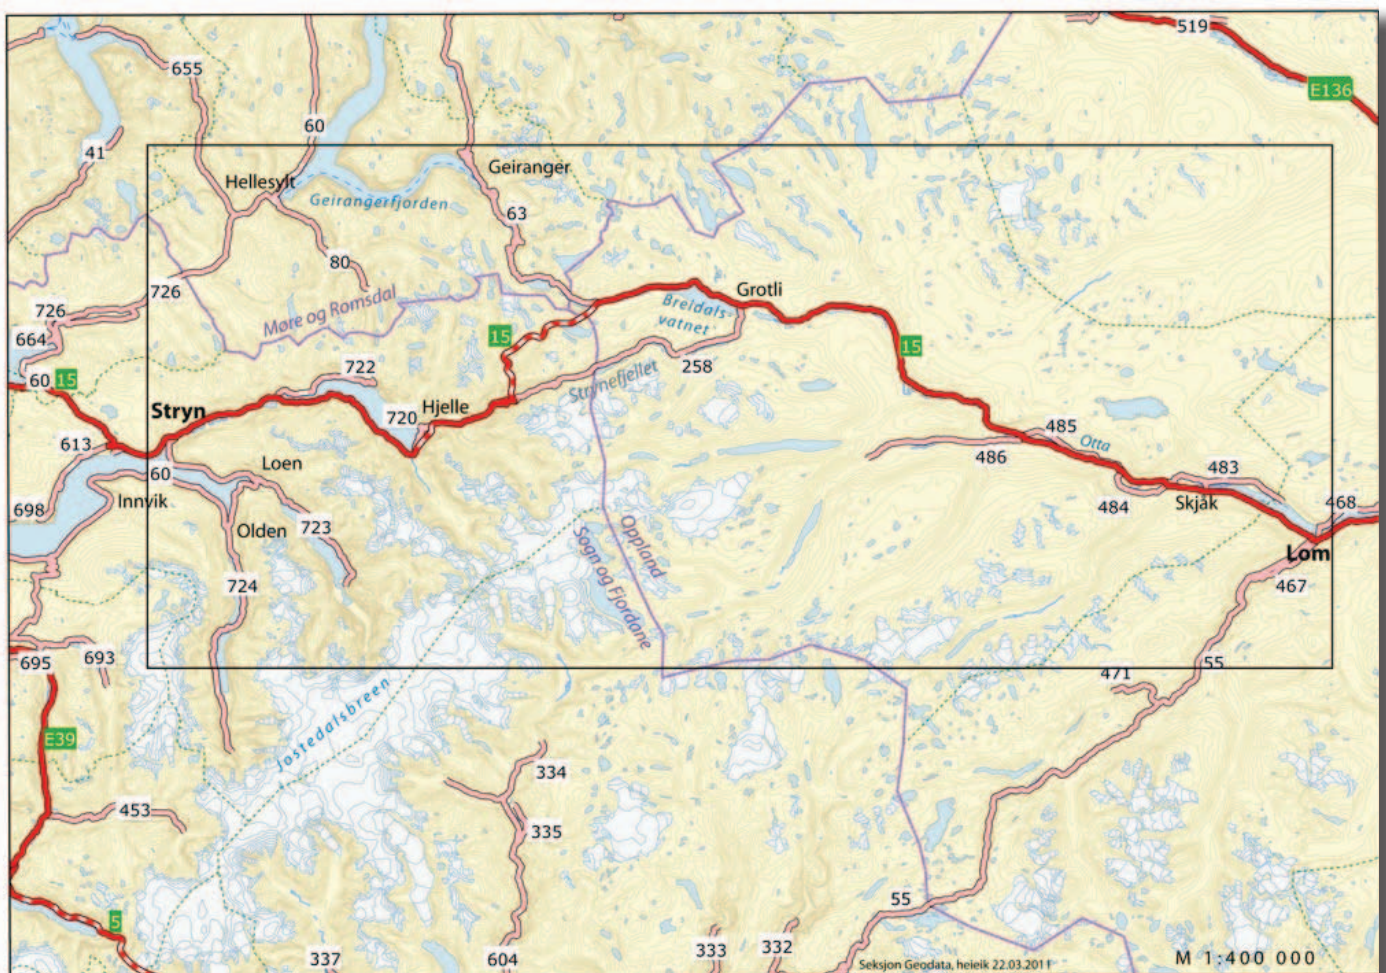 519
E136
655
60
41
Geiranger
Hellesylt
Geirangerfjorden
63
80
726
Møre og Romsdal
Grotli
Breidals-
vatnet
726
664
60
15
15
15
722
258
Strynefjellet
Stryn
720
Hjelle
613
485
Otta
486
483
60
Loen
Innvik
698
484
Skjåk
468
Olden
723
Oppland
Sogn og Fjordane
Lom
467
724
695
693
55
471
Jostedalsbreen
E39
334
453
335
55
5
337
604
333
332
Seksjon Geodata, heieik 22.03.2011
M 1:400 000